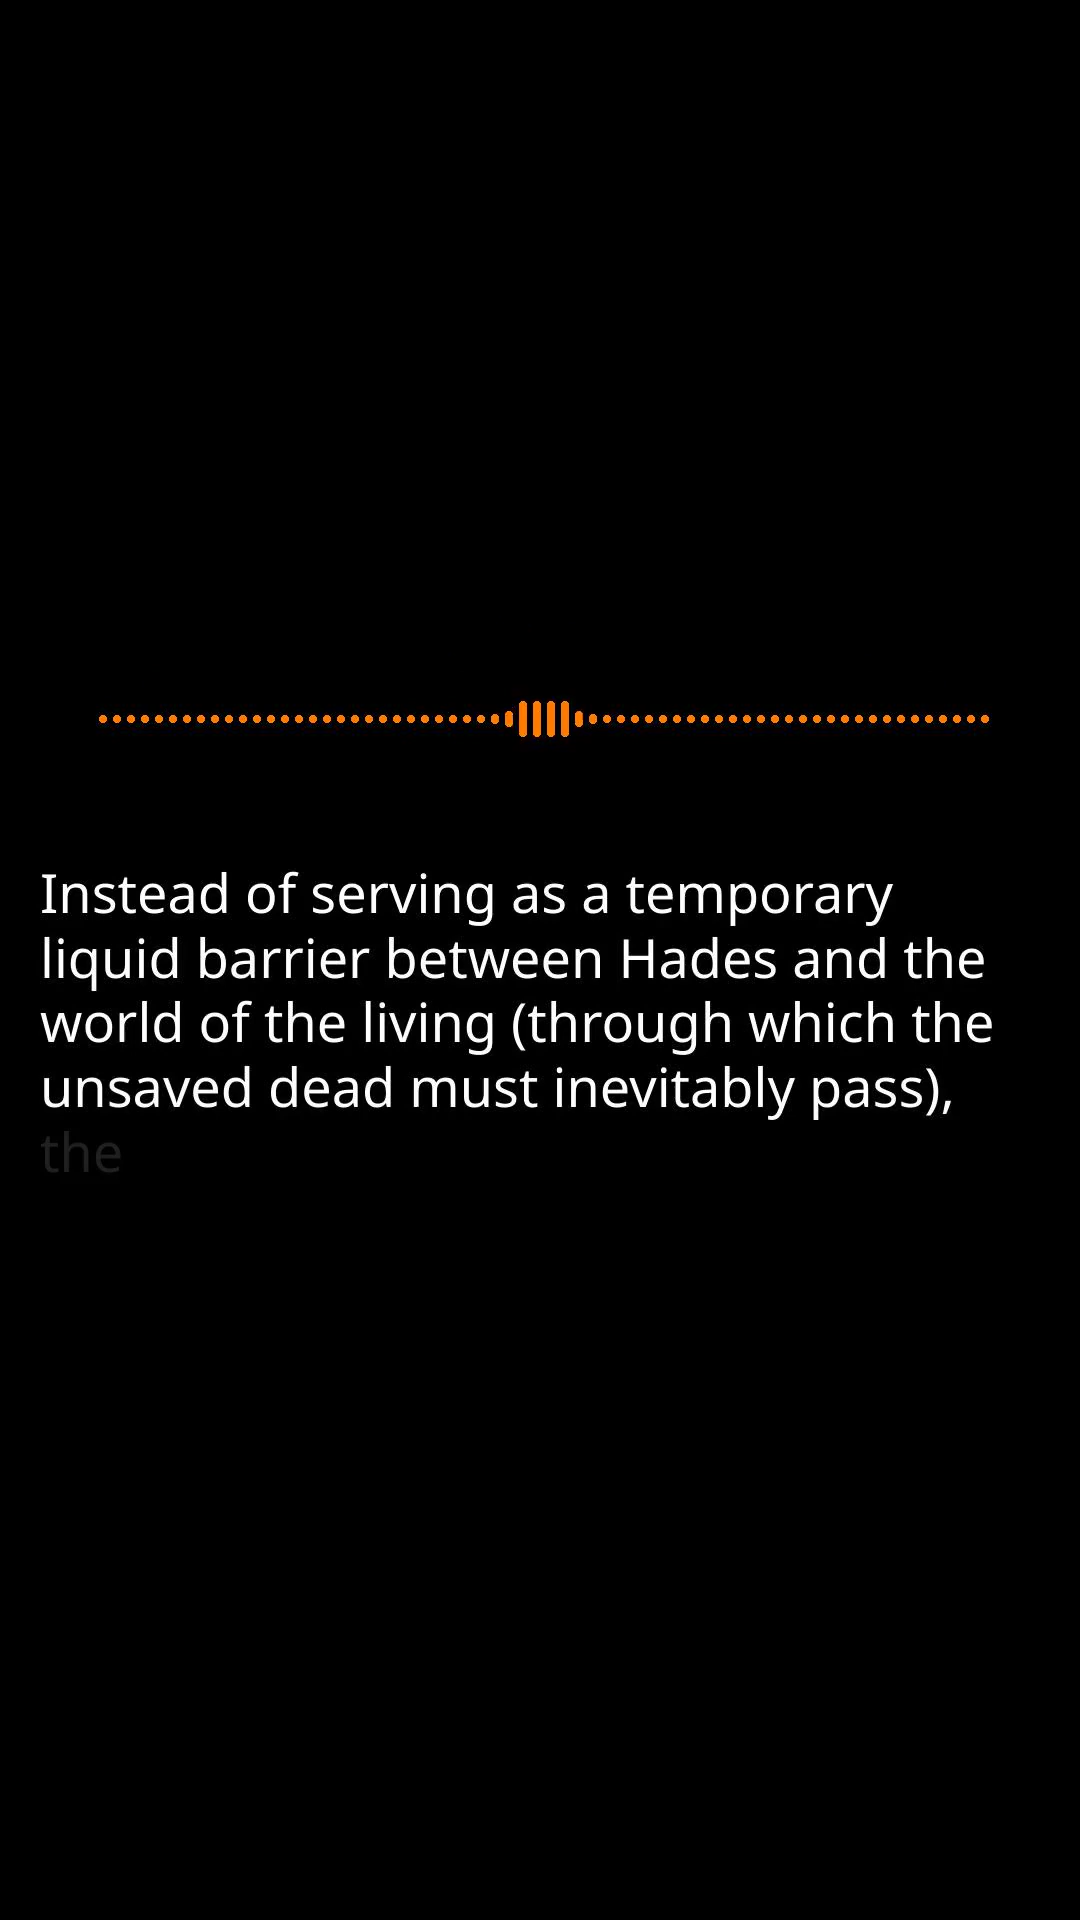 Instead of serving as a temporary
liquid barrier between Hades and the
world of the living (through which the
unsaved dead must inevitably pass),
the